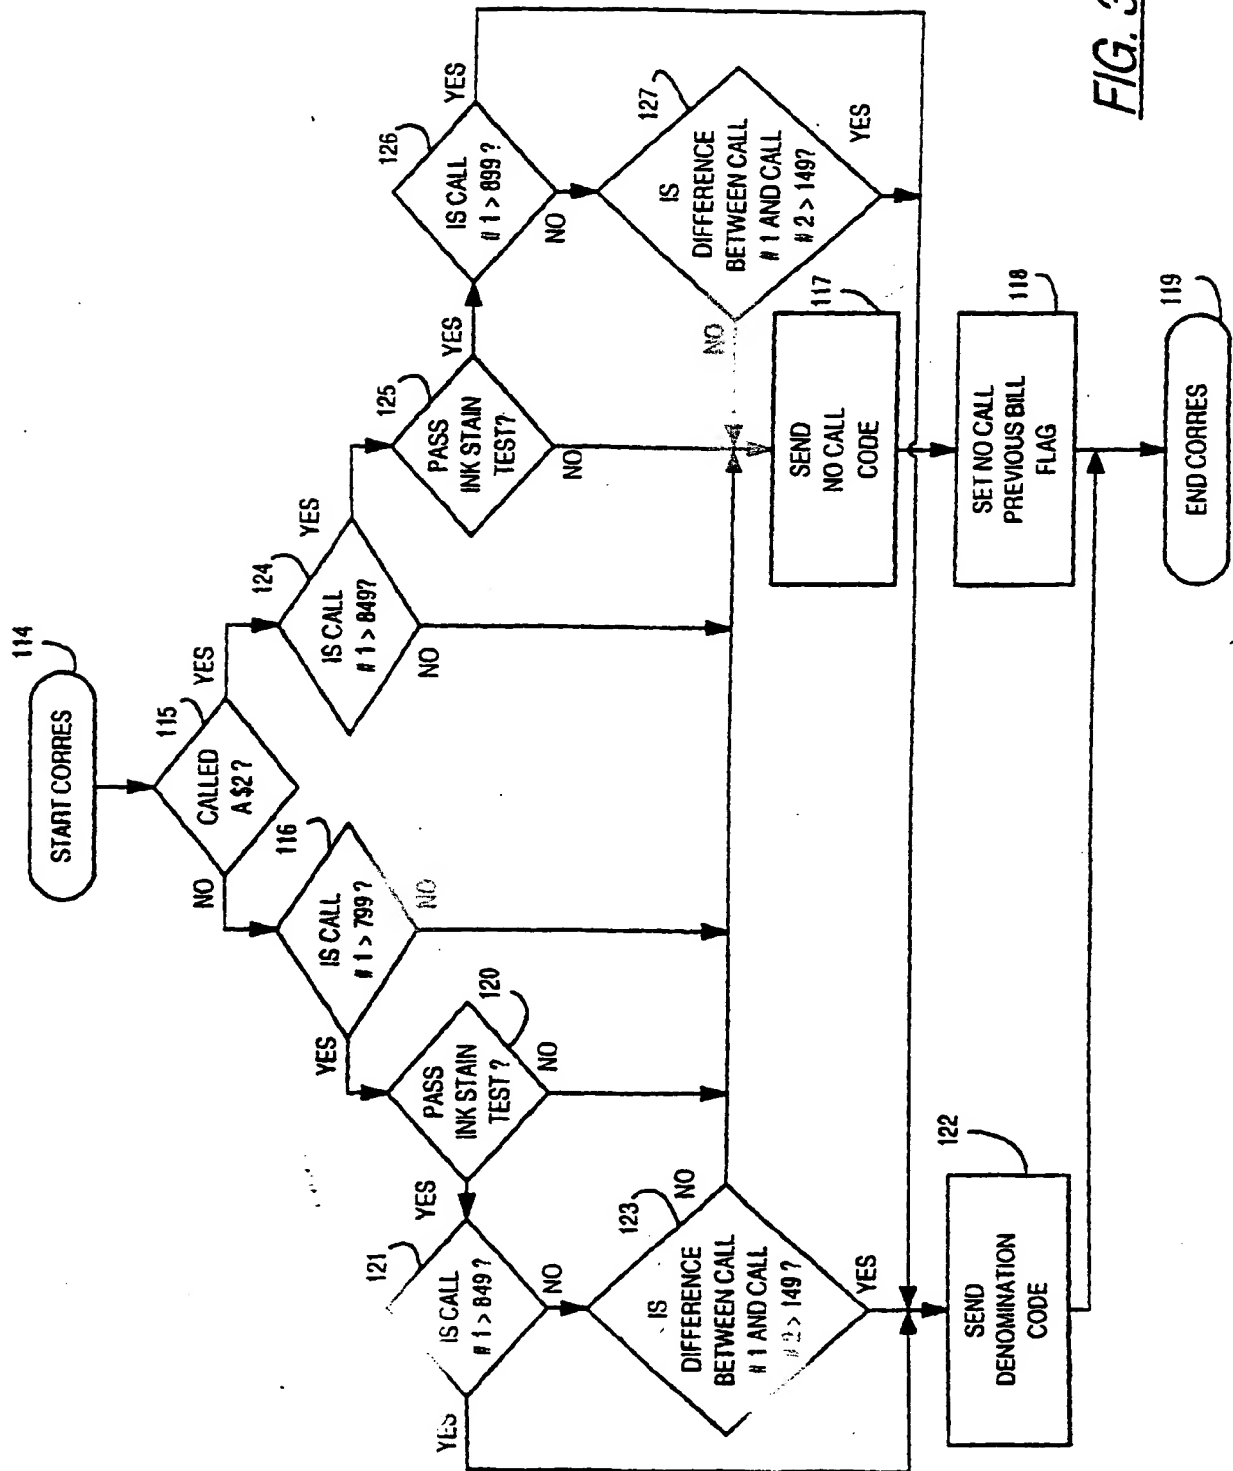 START CORRES
114
CALLED
A $2 ?
115
NO
YES
IS CALL
# 1 > 799 ?
116
YES
NO
IS CALL
# 1 > 849?
124
YES
NO
PASS
INK STAIN
TEST ?
120
YES
NO
PASS
INK STAIN
TEST?
125
YES
NO
IS CALL
# 1 > 849 ?
121
YES
NO
IS CALL
# 1 > 899 ?
126
YES
NO
IS
DIFFERENCE
BETWEEN CALL
# 1 AND CALL
# 2 > 149 ?
123
NO
YES
IS
DIFFERENCE
BETWEEN CALL
# 1 AND CALL
# 2 > 149?
127
NO
YES
SEND
NO CALL
CODE
117
SEND
DENOMINATION
CODE
122
SET NO CALL
PREVIOUS BILL
FLAG
118
END CORRES
119
FIG. 3